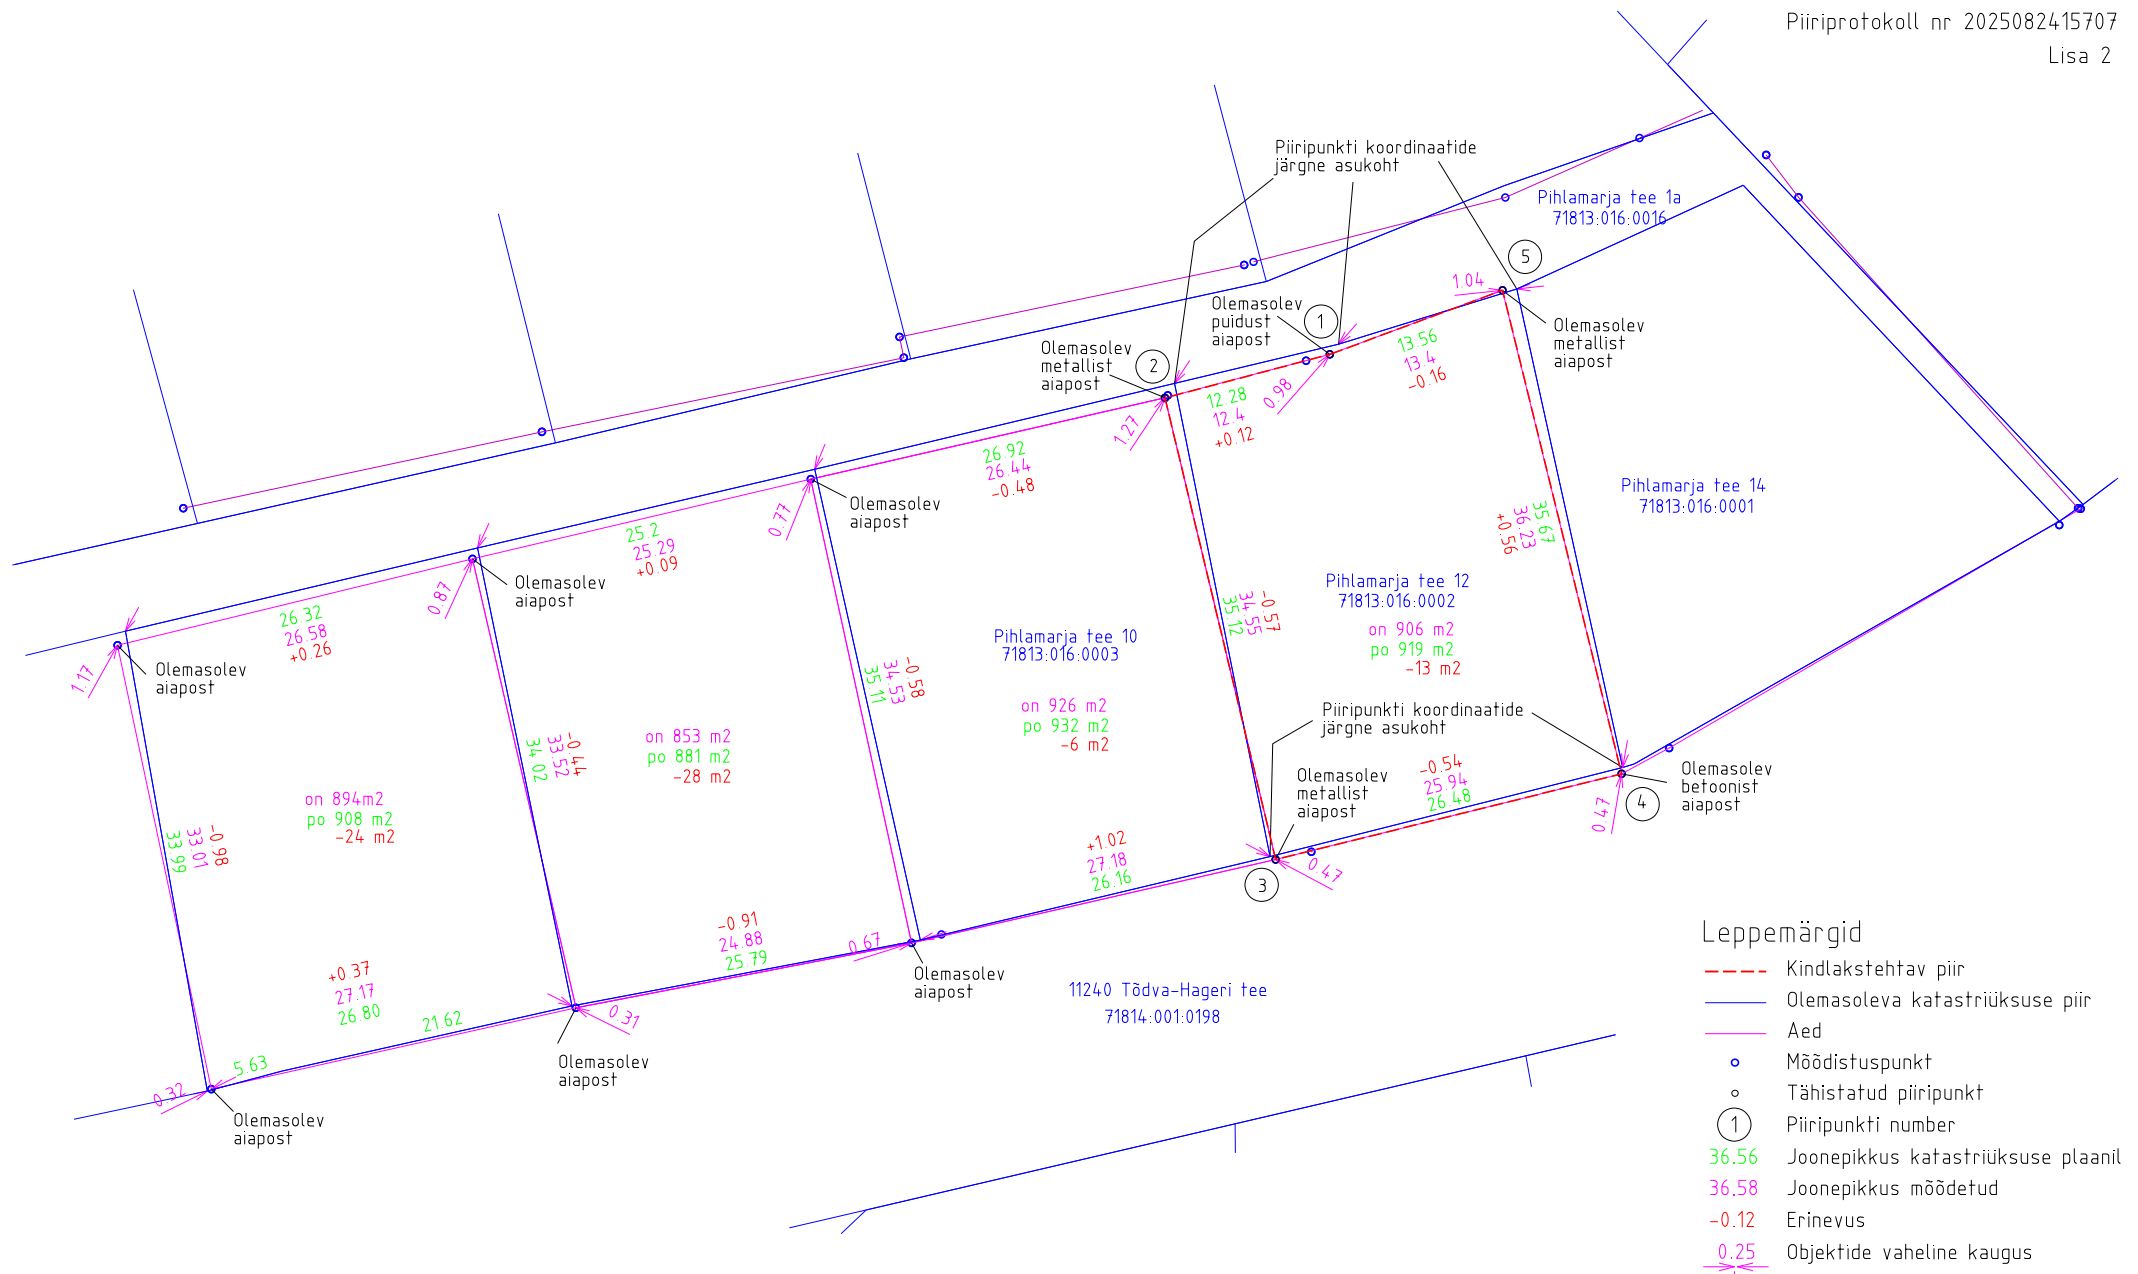 Piiriprotokoll nr 2025082415707
Lisa 2
Piiripunkti koordinaatide
järgne asukoht
Pihlamarja tee 1a
71813:016:0016
5
1.04
Olemasolev
puidust
aiapost
1
Olemasolev
metallist
aiapost
Olemasolev
metallist
aiapost
2
13.56
13.4
-0.16
0.98
12.28
12.4
+0.12
1.27
26.92
26.44
-0.48
Olemasolev
aiapost
0.77
25.2
25.29
+0.09
Olemasolev
aiapost
0.87
26.32
26.58
+0.26
Olemasolev
aiapost
1.17
Pihlamarja tee 14
71813:016:0001
35.67
36.23
+0.56
Pihlamarja tee 12
71813:016:0002
on 906 m2
po 919 m2
-13 m2
-0.57
34.55
35.12
Pihlamarja tee 10
71813:016:0003
on 926 m2
po 932 m2
-6 m2
-0.58
34.53
35.11
on 853 m2
po 881 m2
-28 m2
-0.44
33.52
34.02
on 894m2
po 908 m2
-24 m2
-0.98
33.01
33.99
Piiripunkti koordinaatide
järgne asukoht
Olemasolev
metallist
aiapost
-0.54
25.94
26.48
Olemasolev
betoonist
aiapost
4
0.47
3
0.47
+1.02
27.18
26.16
-0.91
24.88
25.79
0.67
Olemasolev
aiapost
+0.37
27.17
26.80
21.62
5.63
0.31
Olemasolev
aiapost
0.32
Olemasolev
aiapost
11240 Tõdva-Hageri tee
71814:001:0198
Leppemärgid
Kindlakstehtav piir
Olemasoleva katastriüksuse piir
Aed
Mõõdistuspunkt
Tähistatud piiripunkt
1 Piiripunkti number
36.56 Joonepikkus katastriüksuse plaanil
36.58 Joonepikkus mõõdetud
-0.12 Erinevus
0.25 Objektide vaheline kaugus